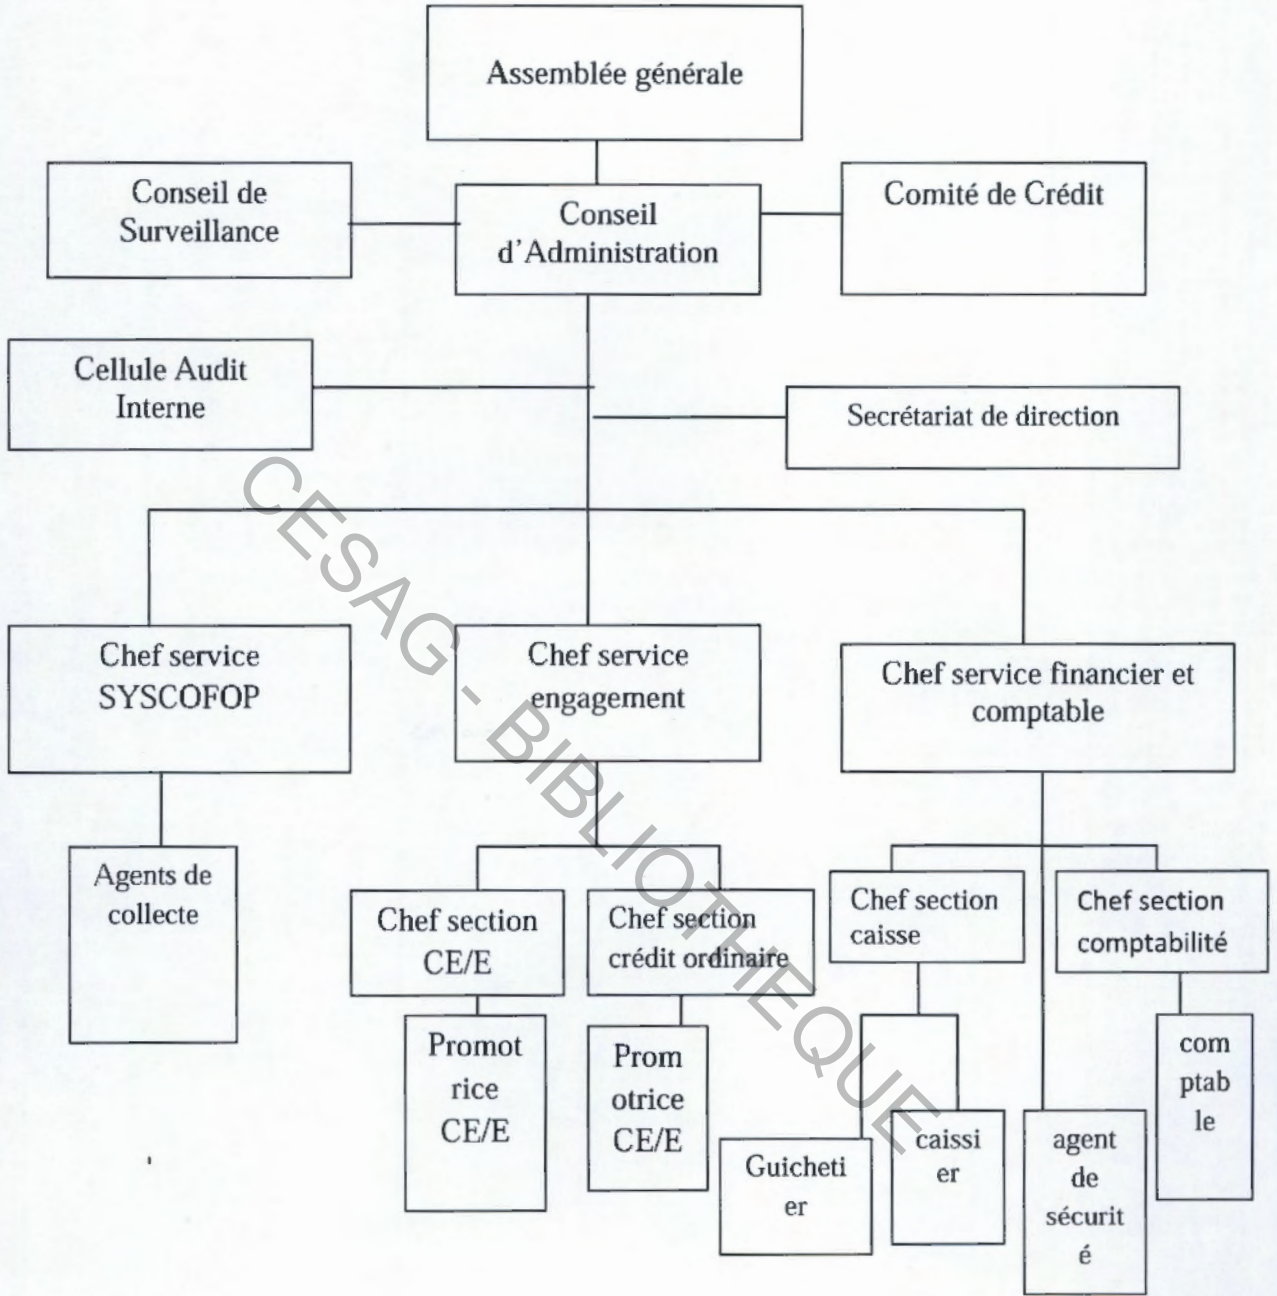 Assemblée générale
Conseil de
Surveillance
Conseil
d'Administration
Comité de Crédit
Cellule Audit
Interne
Secrétariat de direction
Chef service
SYSCOFOP
Chef service
engagement
Chef service financier et
comptable
Agents de
collecte
Chef section
CE/E
Chef section
crédit ordinaire
Chef section
caisse
Chef section
comptabilité
Promot
rice
CE/E
Prom
otrice
CE/E
Guicheti
er
caissi
er
agent
de
sécurit
é
com
ptab
le
CESAG - BIBLIOTHEQUE